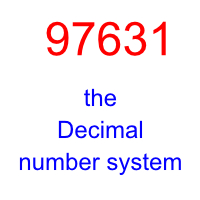 97631
the
Decimal
number system